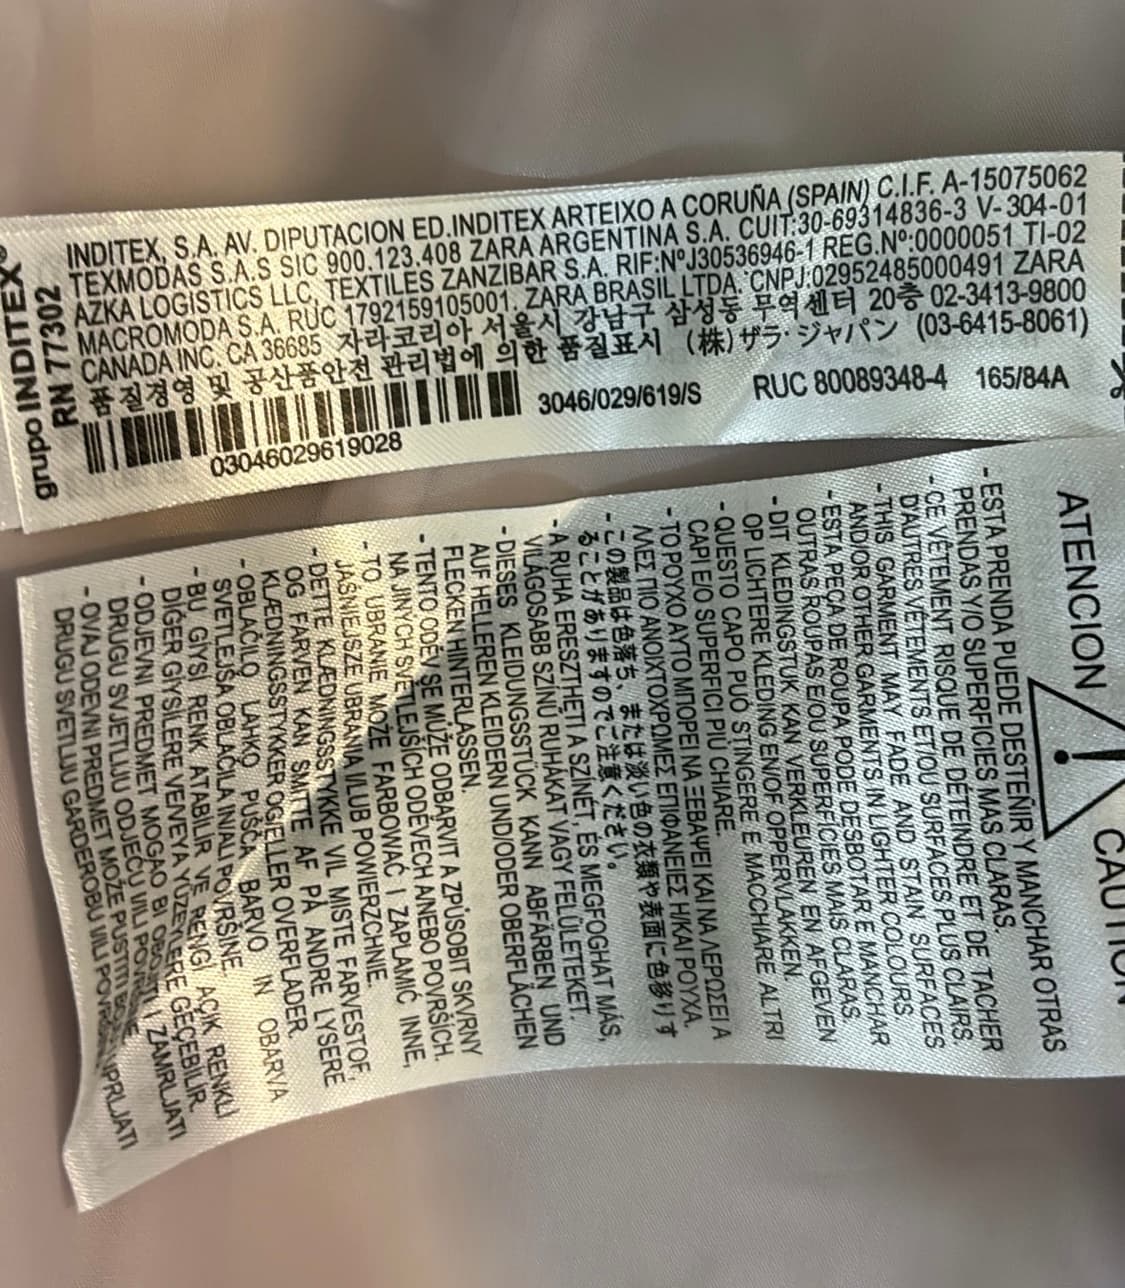 grupo INDITEX®
RN 77302
INDITEX, S.A. AV. DIPUTACION ED.INDITEX ARTEIXO A CORUÑA (SPAIN) C.I.F. A-15075062
TEXMODAS S.A.S SIC 900.123.408 ZARA ARGENTINA S.A. CUIT:30-69314836-3 V-304-01
AZKA LOGISTICS LLC, TEXTILES ZANZIBAR S.A. RIF:NºJ30536946-1 REG.Nº:0000051 TI-02
MACROMODA S.A. RUC 1792159105001. ZARA BRASIL LTDA. CNPJ:02952485000491 ZARA
CANADA INC. CA 36685 자라코리아 서울시 강남구 삼성동 무역센터 20층 02-3413-9800
품질경영 및 공산품안전 관리법에 의한 품질표시 (株)ザラ・ジャパン (03-6415-8061)
03046029619028
3046/029/619/S RUC 80089348-4 165/84A
ATENCION
CAUTION
- ESTA PRENDA PUEDE DESTEÑIR Y MANCHAR OTRAS
PRENDAS Y/O SUPERFICIES MAS CLARAS.
- CE VÊTEMENT RISQUE DE DÉTEINDRE ET DE TACHER
D'AUTRES VÊTEMENTS ET/OU SURFACES PLUS CLAIRS.
- THIS GARMENT MAY FADE AND STAIN SURFACES
AND/OR OTHER GARMENTS IN LIGHTER COLOURS.
- ESTA PEÇA DE ROUPA PODE DESBOTAR E MANCHAR
OUTRAS ROUPAS E/OU SUPERFÍCIES MAIS CLARAS.
- DIT KLEDINGSTUK KAN VERKLEUREN EN AFGEVEN
OP LICHTERE KLEDING EN/OF OPPERVLAKKEN.
- QUESTO CAPO PUÒ STINGERE E MACCHIARE ALTRI
CAPI E/O SUPERFICI PIÙ CHIARE.
- ΤΟ ΡΟΥΧΟ ΑΥΤΟ ΜΠΟΡΕΙ ΝΑ ΞΕΒΑΨΕΙ ΚΑΙ ΝΑ ΛΕΡΩΣΕΙ Α
ΛΛΕΣ ΠΙΟ ΑΝΟΙΧΤΟΧΡΩΜΕΣ ΕΠΙΦΑΝΕΙΕΣ Η/ΚΑΙ ΡΟΥΧΑ.
- この製品は色落ち、または淡い色の衣類や表面に色移りす
ることがありますのでご注意ください。
- A RUHA ERESZTHETI A SZÍNÉT, ÉS MEGFOGHAT MÁS,
VILÁGOSABB SZÍNŰ RUHÁKAT VAGY FELÜLETEKET.
- DIESES KLEIDUNGSSTÜCK KANN ABFÄRBEN UND
AUF HELLEREN KLEIDERN UND/ODER OBERFLÄCHEN
FLECKEN HINTERLASSEN.
- TENTO ODĚV SE MŮŽE ODBARVIT A ZPŮSOBIT SKVRNY
NA JINÝCH SVĚTLEJŠÍCH ODĚVECH A/NEBO POVRŠÍCH.
- TO UBRANIE MOŻE FARBOWAĆ I ZAPLAMIĆ INNE,
JAŚNIEJSZE UBRANIA I/LUB POWIERZCHNIE.
- DETTE KLÆDNINGSSTYKKE VIL MISTE FARVESTOF,
OG FARVEN KAN SMITTE AF PÅ ANDRE LYSERE
KLÆDNINGSSTYKKER OG/ELLER OVERFLADER.
- OBLAČILO LAHKO PUŠČA BARVO IN OBARVA
SVETLEJŠA OBLAČILA IN/ALI POVRŠINE.
- BU GİYSİ RENK ATABİLİR VE RENGİ AÇIK RENKLİ
DİĞER GİYSİLERE VE/VEYA YÜZEYLERE GEÇEBİLİR.
- ODJEVNI PREDMET MOGAO BI OBOJATI I ZAMRLJATI
DRUGU SVJETLIJU ODJEĆU I/ILI POVRŠINE.
- OVAJ ODEVNI PREDMET MOŽE PUSTITI BOJE I UPRLJATI
DRUGU SVETLIJU GARDEROBU I/ILI POVRŠINU.